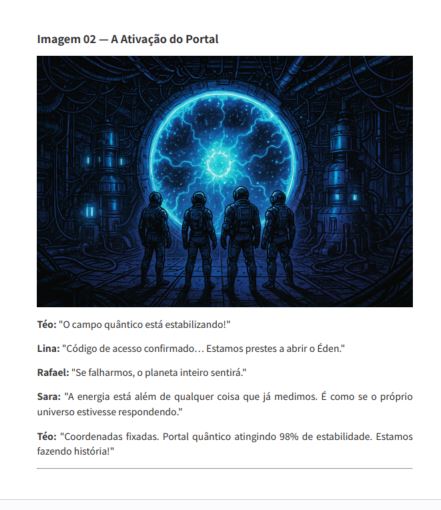 Imagem 02 — A Ativação do Portal
Téo: "O campo quântico está estabilizando!"
Lina: "Código de acesso confirmado… Estamos prestes a abrir o Éden."
Rafael: "Se falharmos, o planeta inteiro sentirá."
Sara: "A energia está além de qualquer coisa que já medimos. É como se o próprio
universo estivesse respondendo."
Téo: "Coordenadas fixadas. Portal quântico atingindo 98% de estabilidade. Estamos
fazendo história!"